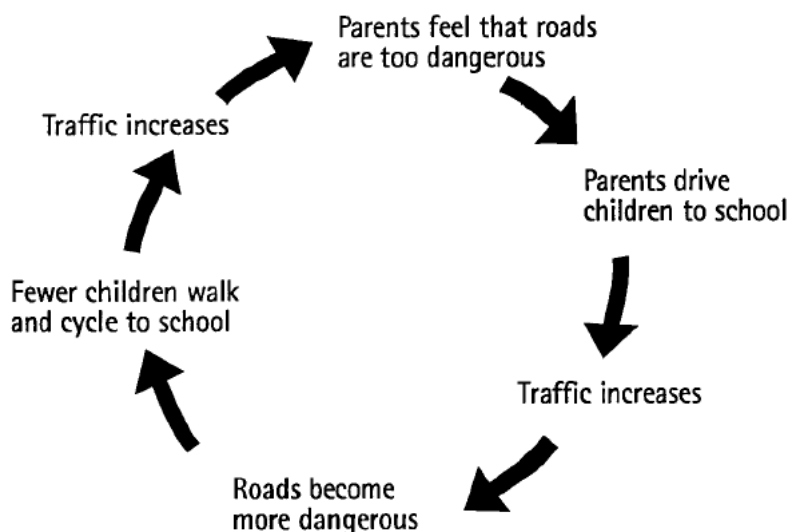 Parents feel that roads
are too dangerous
Parents drive
children to school
Traffic increases
Roads become
more dangerous
Fewer children walk
and cycle to school
Traffic increases